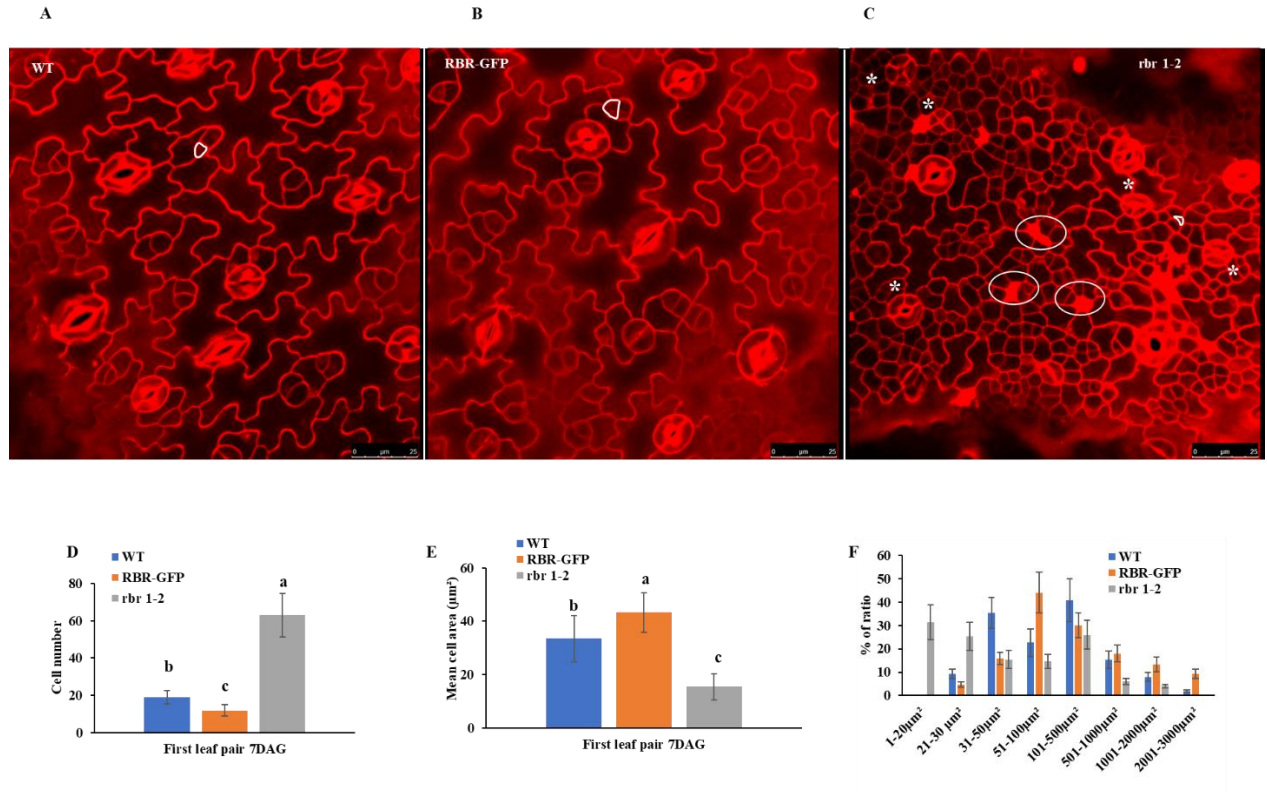 A
B
C
WT
RBR-GFP
rbr 1-2
*
*
*
*
*
µm 25
µm 25
µm 25
D
WT
RBR-GFP
rbr 1-2
80
60
40
20
0
Cell number
b
c
a
First leaf pair 7DAG
E
WT
RBR-GFP
rbr 1-2
60
40
20
0
Mean cell area (µm²)
b
a
c
First leaf pair 7DAG
F
WT
RBR-GFP
rbr 1-2
60
50
40
30
20
10
0
% of ratio
1-20µm²
21-30 µm²
31-50µm²
51-100µm²
101-500µm²
501-1000µm²
1001-2000µm²
2001-3000µm²